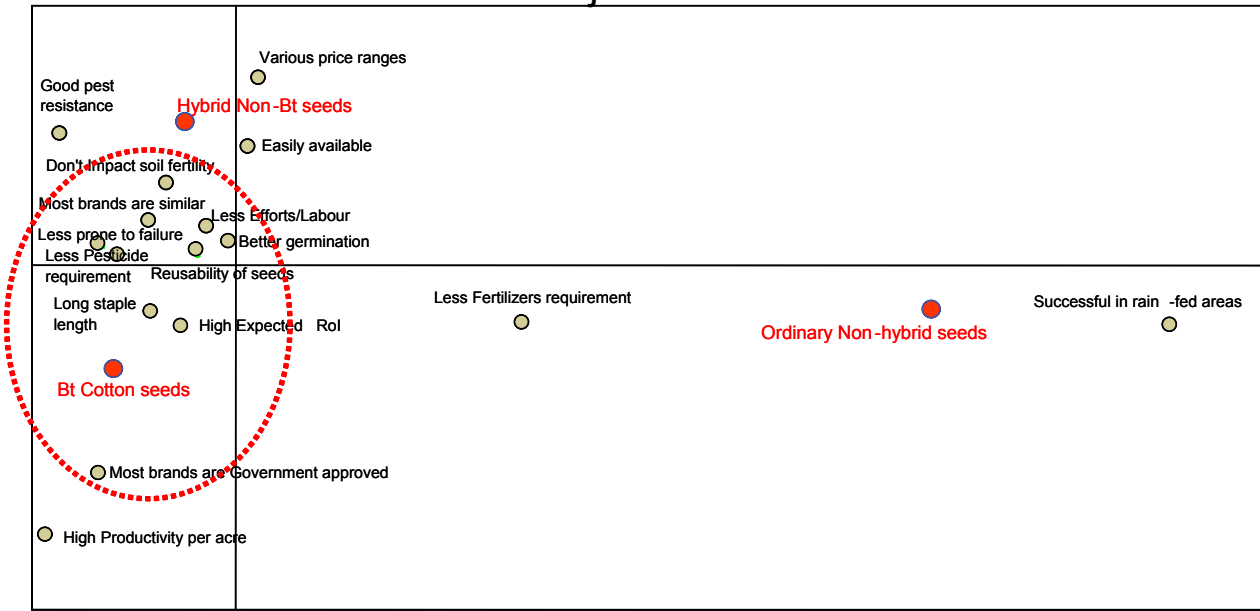 Various price ranges
Good pest
resistance
Hybrid Non-Bt seeds
Easily available
Don't Impact soil fertility
Most brands are similar
Less Efforts/Labour
Less prone to failure
Better germination
Less Pesticide
requirement
Reusability of seeds
Long staple
length
High Expected RoI
Less Fertilizers requirement
Successful in rain -fed areas
Ordinary Non-hybrid seeds
Bt Cotton seeds
Most brands are Government approved
High Productivity per acre